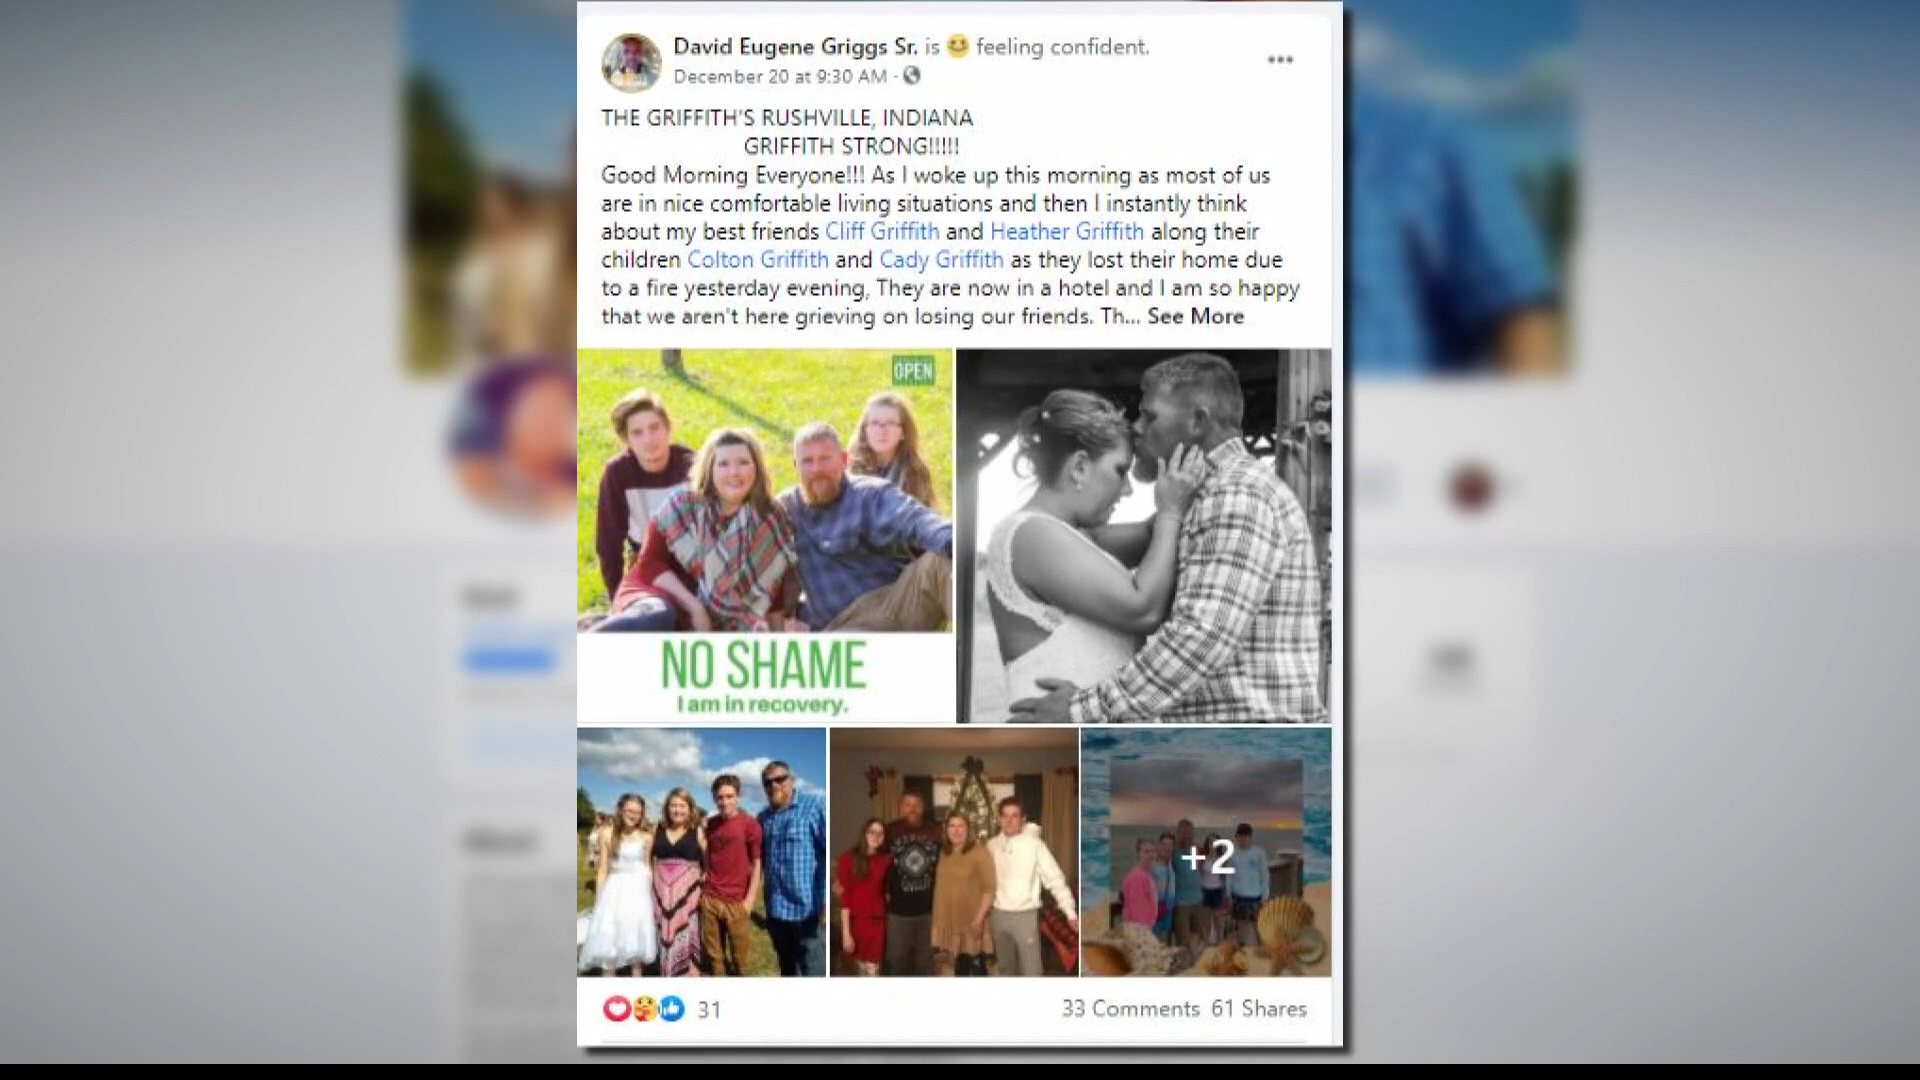 David Eugene Griggs Sr. is 😆 feeling confident.
December 20 at 9:30 AM ·
THE GRIFFITH'S RUSHVILLE, INDIANA
GRIFFITH STRONG!!!!!
Good Morning Everyone!!! As I woke up this morning as most of us
are in nice comfortable living situations and then I instantly think
about my best friends Cliff Griffith and Heather Griffith along their
children Colton Griffith and Cady Griffith as they lost their home due
to a fire yesterday evening, They are now in a hotel and I am so happy
that we aren't here grieving on losing our friends. Th... See More
OPEN
NO SHAME
I am in recovery.
+2
31
33 Comments 61 Shares